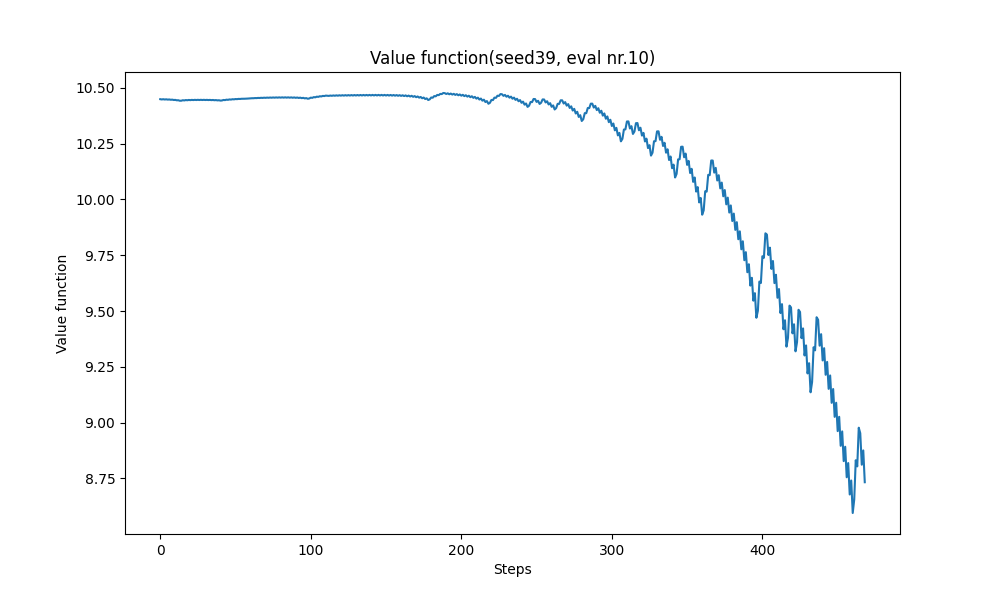 Value function(seed39, eval nr.10)
10.50
10.25
10.00
9.75
9.50
9.25
9.00
8.75
Value function
0 100 200 300 400
Steps